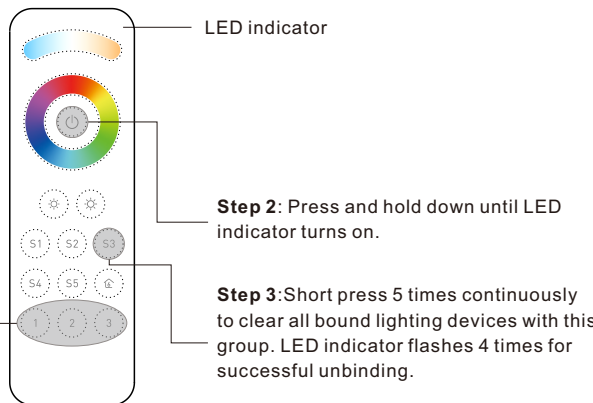 LED indicator
Step 2: Press and hold down until LED
indicator turns on.
S1 S2 S3
Step 3:Short press 5 times continuously
to clear all bound lighting devices with this
group. LED indicator flashes 4 times for
successful unbinding.
S4 S5
1 2 3